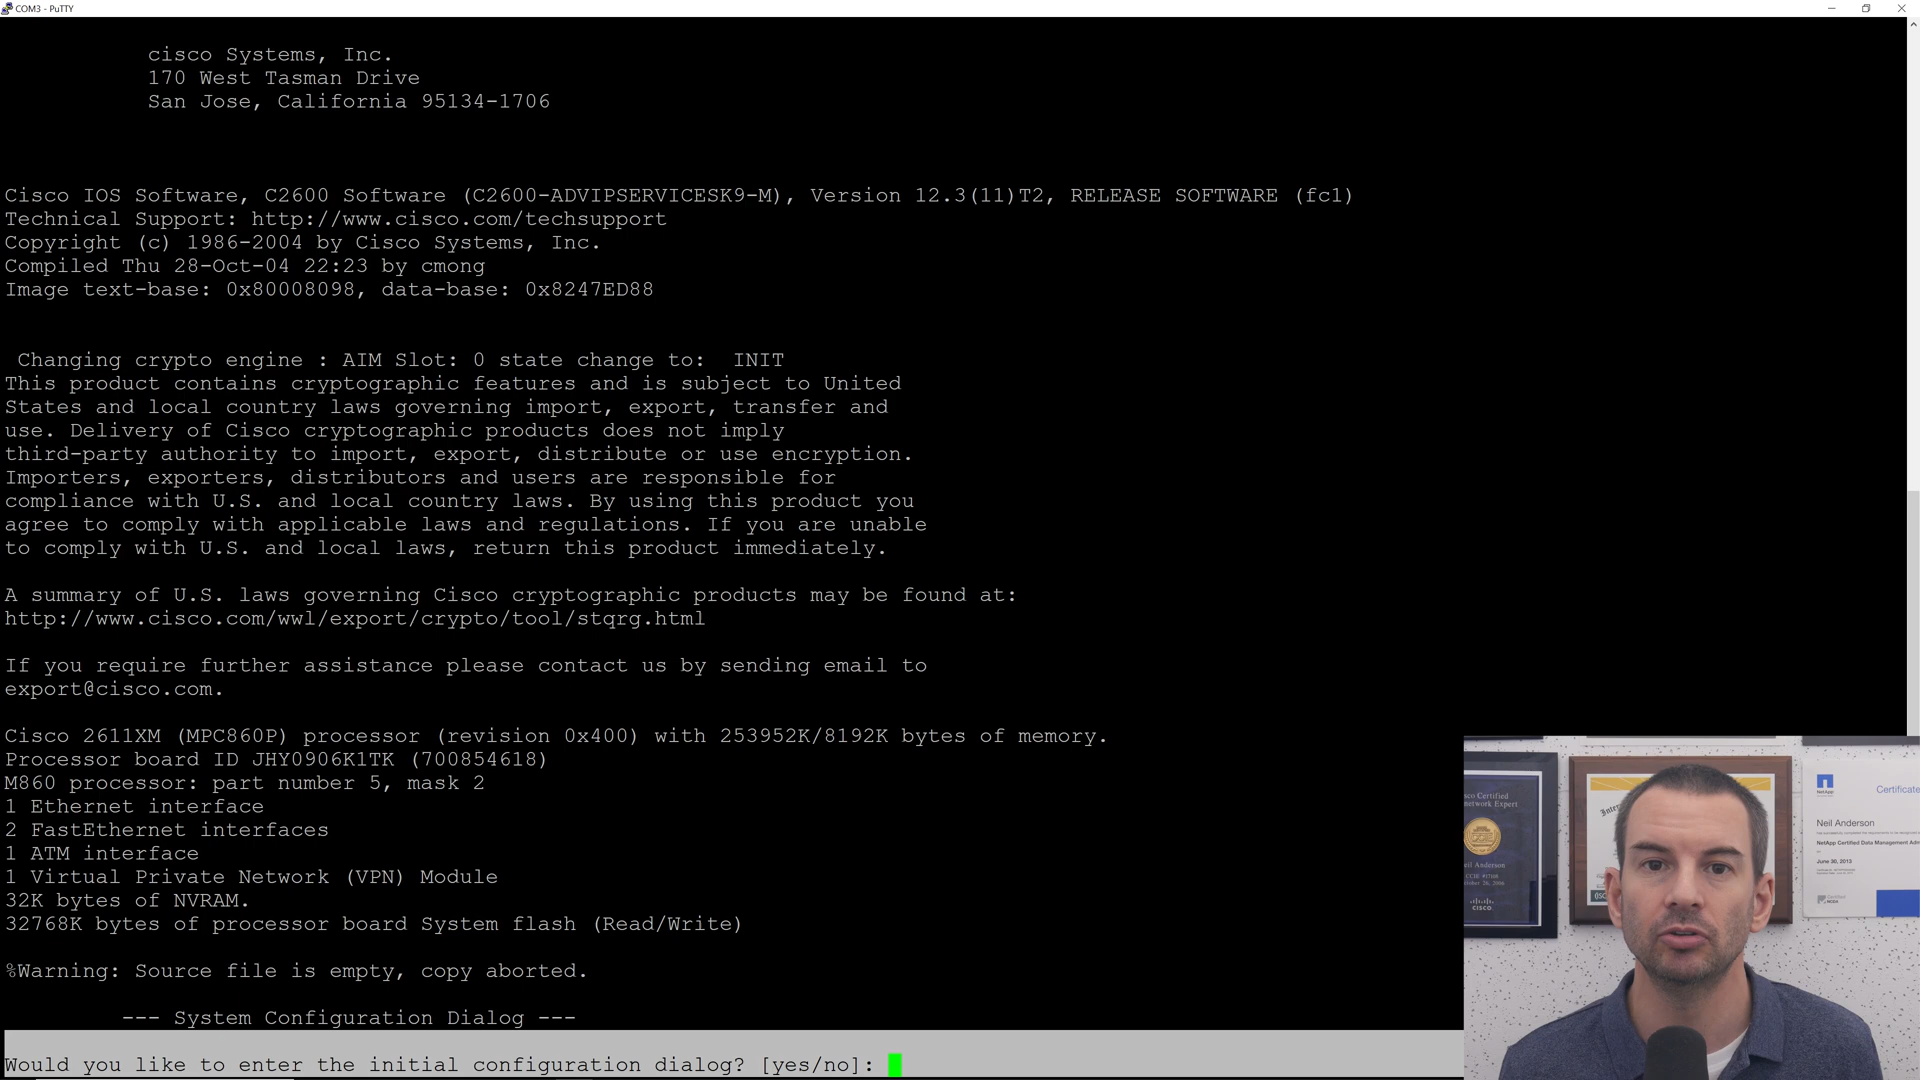 COM3 - PuTTY
cisco Systems, Inc.
170 West Tasman Drive
San Jose, California 95134-1706
Cisco IOS Software, C2600 Software (C2600-ADVIPSERVICESK9-M), Version 12.3(11)T2, RELEASE SOFTWARE (fc1)
Technical Support: http://www.cisco.com/techsupport
Copyright (c) 1986-2004 by Cisco Systems, Inc.
Compiled Thu 28-Oct-04 22:23 by cmong
Image text-base: 0x80008098, data-base: 0x8247ED88
Changing crypto engine : AIM Slot: 0 state change to:  INIT
This product contains cryptographic features and is subject to United
States and local country laws governing import, export, transfer and
use. Delivery of Cisco cryptographic products does not imply
third-party authority to import, export, distribute or use encryption.
Importers, exporters, distributors and users are responsible for
compliance with U.S. and local country laws. By using this product you
agree to comply with applicable laws and regulations. If you are unable
to comply with U.S. and local laws, return this product immediately.
A summary of U.S. laws governing Cisco cryptographic products may be found at:
http://www.cisco.com/wwl/export/crypto/tool/stqrg.html
If you require further assistance please contact us by sending email to
export@cisco.com.
Cisco 2611XM (MPC860P) processor (revision 0x400) with 253952K/8192K bytes of memory.
Processor board ID JHY0906K1TK (700854618)
M860 processor: part number 5, mask 2
1 Ethernet interface
2 FastEthernet interfaces
1 ATM interface
1 Virtual Private Network (VPN) Module
32K bytes of NVRAM.
32768K bytes of processor board System flash (Read/Write)
%Warning: Source file is empty, copy aborted.
--- System Configuration Dialog ---
Would you like to enter the initial configuration dialog? [yes/no]:
Certified
CISCO
NetApp
Certificate
Neil Anderson
NetApp Certified Data Management
June 30, 2013